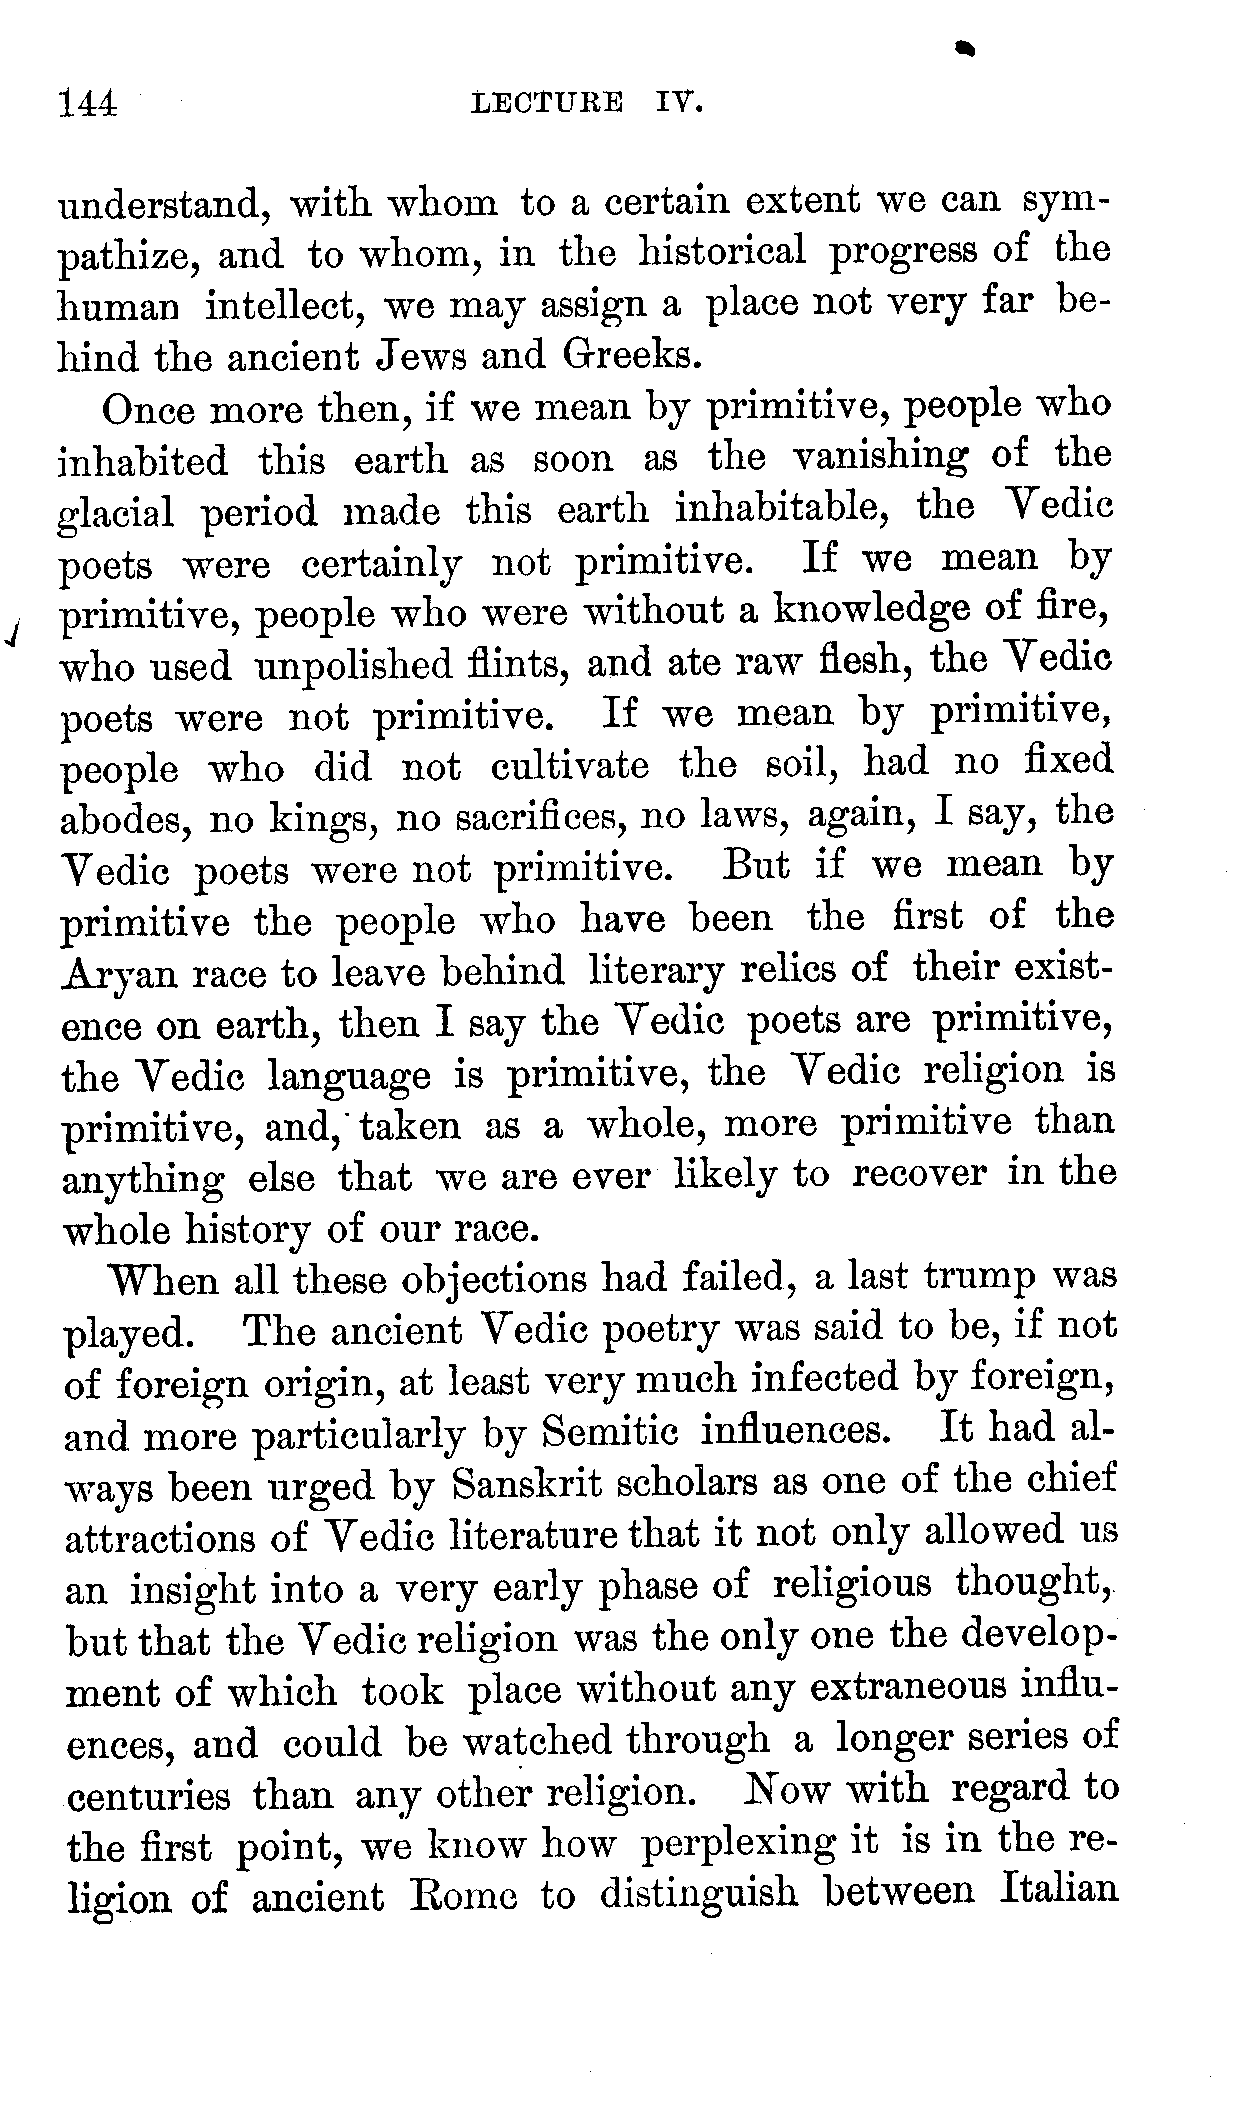 144 LECTURE IV.
understand, with whom to a certain extent we can sym-
pathize, and to whom, in the historical progress of the
human intellect, we may assign a place not very far be-
hind the ancient Jews and Greeks.
Once more then, if we mean by primitive, people who
inhabited this earth as soon as the vanishing of the
glacial period made this earth inhabitable, the Vedic
poets were certainly not primitive. If we mean by
primitive, people who were without a knowledge of fire,
who used unpolished flints, and ate raw flesh, the Vedic
poets were not primitive. If we mean by primitive,
people who did not cultivate the soil, had no fixed
abodes, no kings, no sacrifices, no laws, again, I say, the
Vedic poets were not primitive. But if we mean by
primitive the people who have been the first of the
Aryan race to leave behind literary relics of their exist-
ence on earth, then I say the Vedic poets are primitive,
the Vedic language is primitive, the Vedic religion is
primitive, and, taken as a whole, more primitive than
anything else that we are ever likely to recover in the
whole history of our race.
When all these objections had failed, a last trump was
played. The ancient Vedic poetry was said to be, if not
of foreign origin, at least very much infected by foreign,
and more particularly by Semitic influences. It had al-
ways been urged by Sanskrit scholars as one of the chief
attractions of Vedic literature that it not only allowed us
an insight into a very early phase of religious thought,
but that the Vedic religion was the only one the develop-
ment of which took place without any extraneous influ-
ences, and could be watched through a longer series of
centuries than any other religion. Now with regard to
the first point, we know how perplexing it is in the re-
ligion of ancient Rome to distinguish between Italian